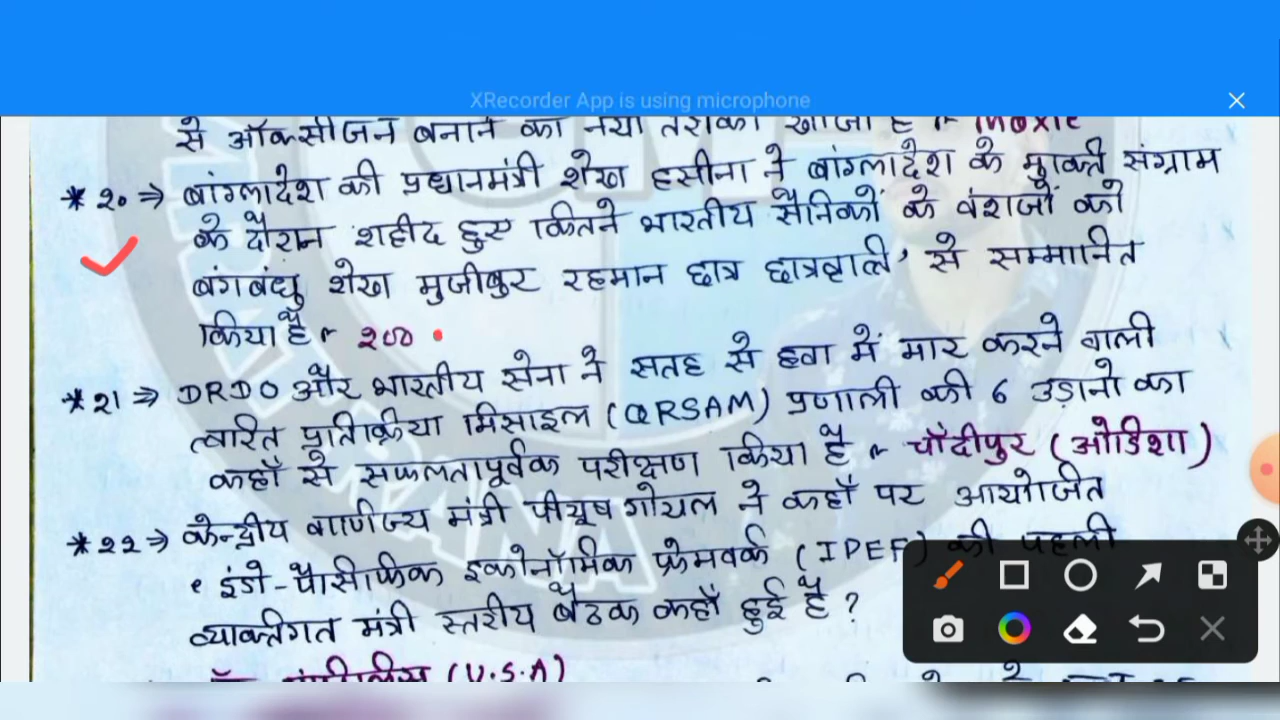 XRecorder App is using microphone
से ऑक्सीजन बनाने का नया तरीका खोजा है ~ MOXIE
* 20 ⇒ बांग्लादेश की प्रधानमंत्री शेख हसीना ने बांग्लादेश के मुक्ति संग्राम
के दौरान शहीद हुए कितने भारतीय सैनिकों के वंशजों को
बंगबंधु शेख मुजीबुर रहमान छात्र छात्रवृत्ति' से सम्मानित
किया है ~ 200
* 21 ⇒ DRDO और भारतीय सेना ने सतह से हवा में मार करने वाली
त्वरित प्रतिक्रिया मिसाइल (QRSAM) प्रणाली की 6 उड़ानो का
कहाँ से सफलतापूर्वक परीक्षण किया है ~ चाँदीपुर (ओडिशा)
* 22 ⇒ केन्द्रीय वाणिज्य मंत्री पीयूष गोयल ने कहाँ पर आयोजित
इंडो-पैसीफिक इकोनॉमिक फ्रेमवर्क (IPEF) की पहली
व्यक्तिगत मंत्री स्तरीय बैठक कहाँ हुई है ?
(U.S.A)